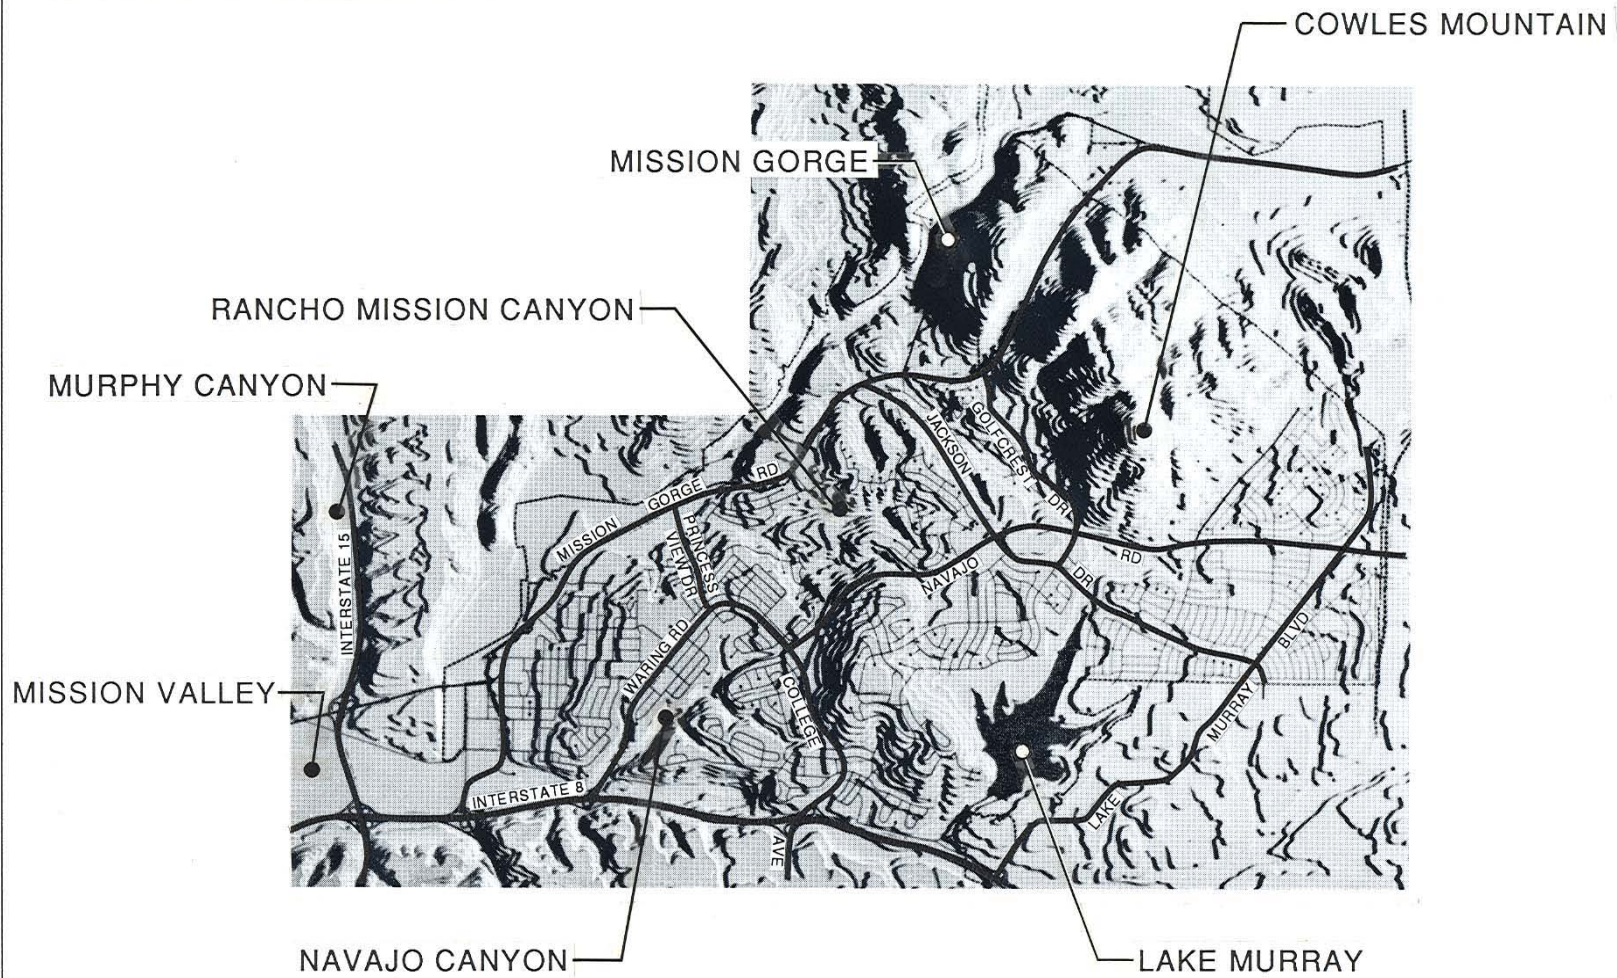 COWLES MOUNTAIN
MISSION GORGE
RANCHO MISSION CANYON
MURPHY CANYON
JACKSON
GOLFCREST
DR
MISSION GORGE RD
PRINCESS
VIEW DR
INTERSTATE 15
NAVAJO RD
DR
WARING RD
BLVD
MISSION VALLEY
COLLEGE
MURRAY
INTERSTATE 8
LAKE
AVE
NAVAJO CANYON
LAKE MURRAY